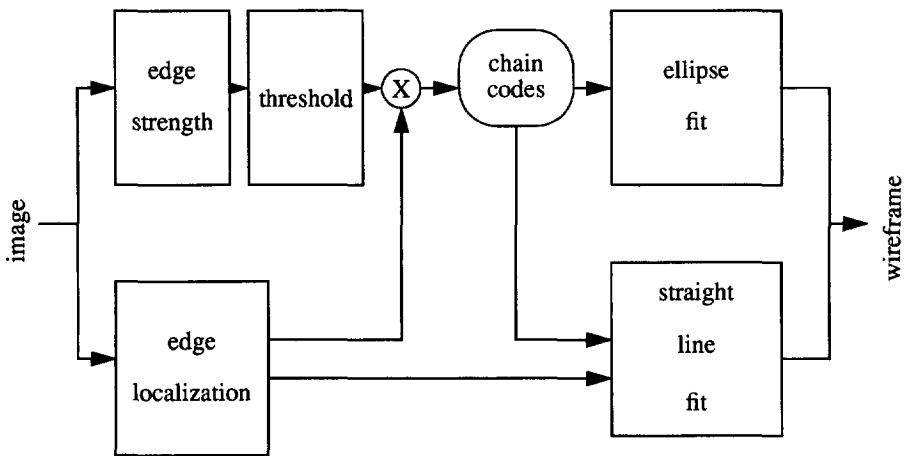 image
edge
strength
threshold
X
chain
codes
ellipse
fit
edge
localization
straight
line
fit
wireframe